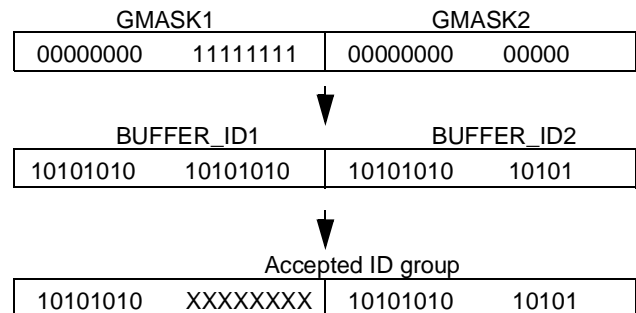 GMASK1 GMASK2
00000000 11111111 00000000 00000
BUFFER_ID1 BUFFER_ID2
10101010 10101010 10101010 10101
Accepted ID group
10101010 XXXXXXXX 10101010 10101